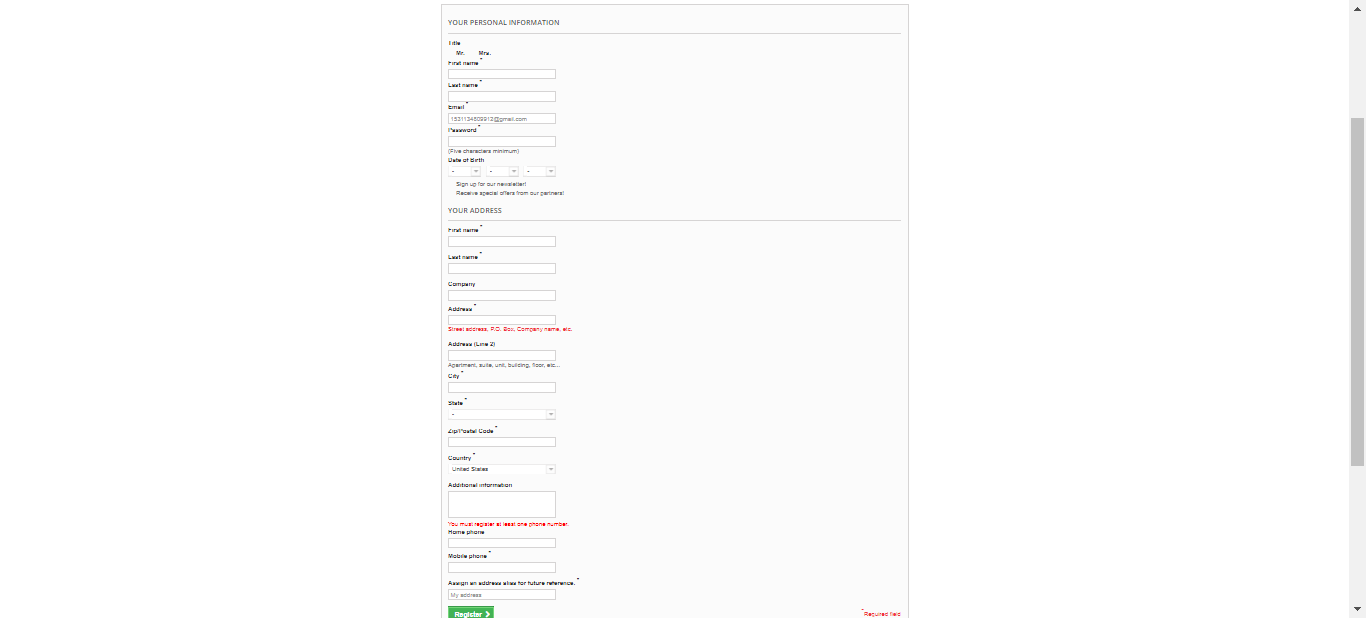 YOUR PERSONAL INFORMATION
Title
Mr. Mrs.
First name *
Last name *
Email *
Password *
(Five characters minimum)
Date of Birth
- - -
Sign up for our newsletter!
Receive special offers from our partners!
YOUR ADDRESS
First name *
Last name *
Company
Address *
Street address, P.O. Box, Company name, etc.
Address (Line 2)
Apartment, suite, unit, building, floor, etc...
City *
State *
-
Zip/Postal Code *
Country *
United States
Additional information
You must register at least one phone number.
Home phone
Mobile phone *
Assign an address alias for future reference. *
My address
Register
*Required field